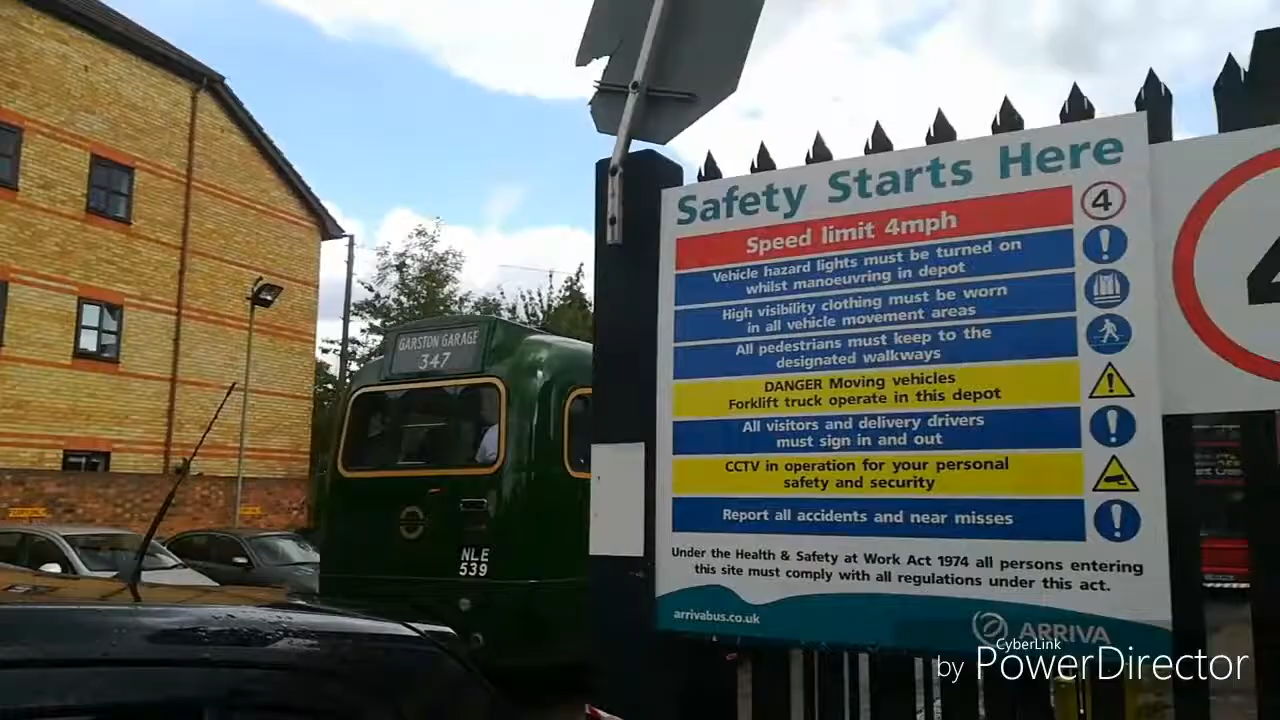 GARSTON GARAGE
347
NLE
539
Safety Starts Here
Speed limit 4mph
4
Vehicle hazard lights must be turned on
whilst manoeuvring in depot
High visibility clothing must be worn
in all vehicle movement areas
All pedestrians must keep to the
designated walkways
DANGER Moving vehicles
Forklift truck operate in this depot
All visitors and delivery drivers
must sign in and out
CCTV in operation for your personal
safety and security
Report all accidents and near misses
Under the Health & Safety at Work Act 1974 all persons entering
this site must comply with all regulations under this act.
arrivabus.co.uk
ARRIVA
CyberLink
by PowerDirector